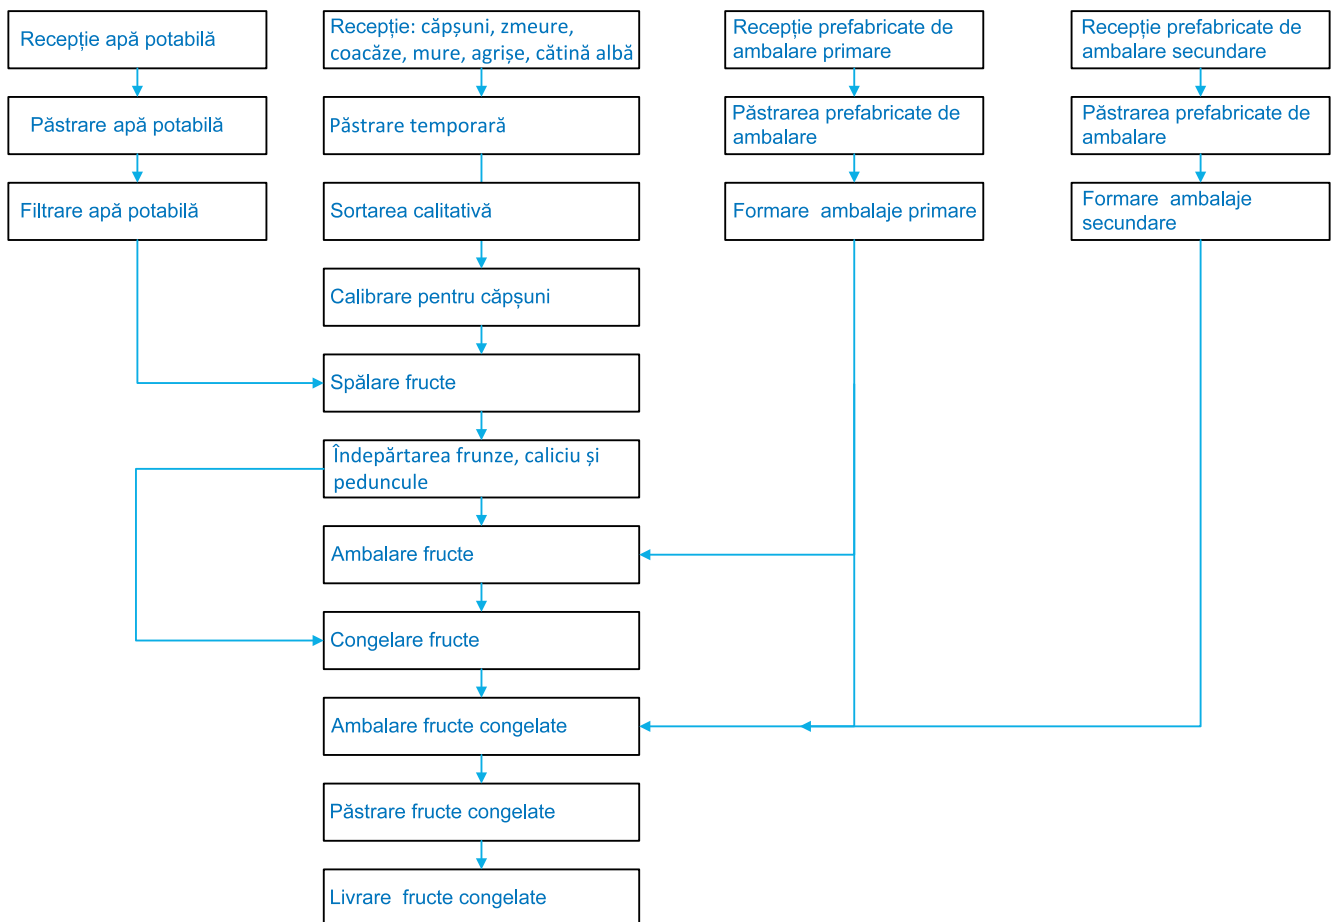 Recepție apă potabilă
Recepție: căpșuni, zmeure,
coacăze, mure, agrișe, cătină albă
Recepție prefabricate de
ambalare primare
Recepție prefabricate de
ambalare secundare
Păstrare apă potabilă
Păstrare temporară
Păstrarea prefabricate de
ambalare
Păstrarea prefabricate de
ambalare
Filtrare apă potabilă
Sortarea calitativă
Formare ambalaje primare
Formare ambalaje
secundare
Calibrare pentru căpșuni
Spălare fructe
Îndepărtarea frunze, caliciu și
peduncule
Ambalare fructe
Congelare fructe
Ambalare fructe congelate
Păstrare fructe congelate
Livrare fructe congelate